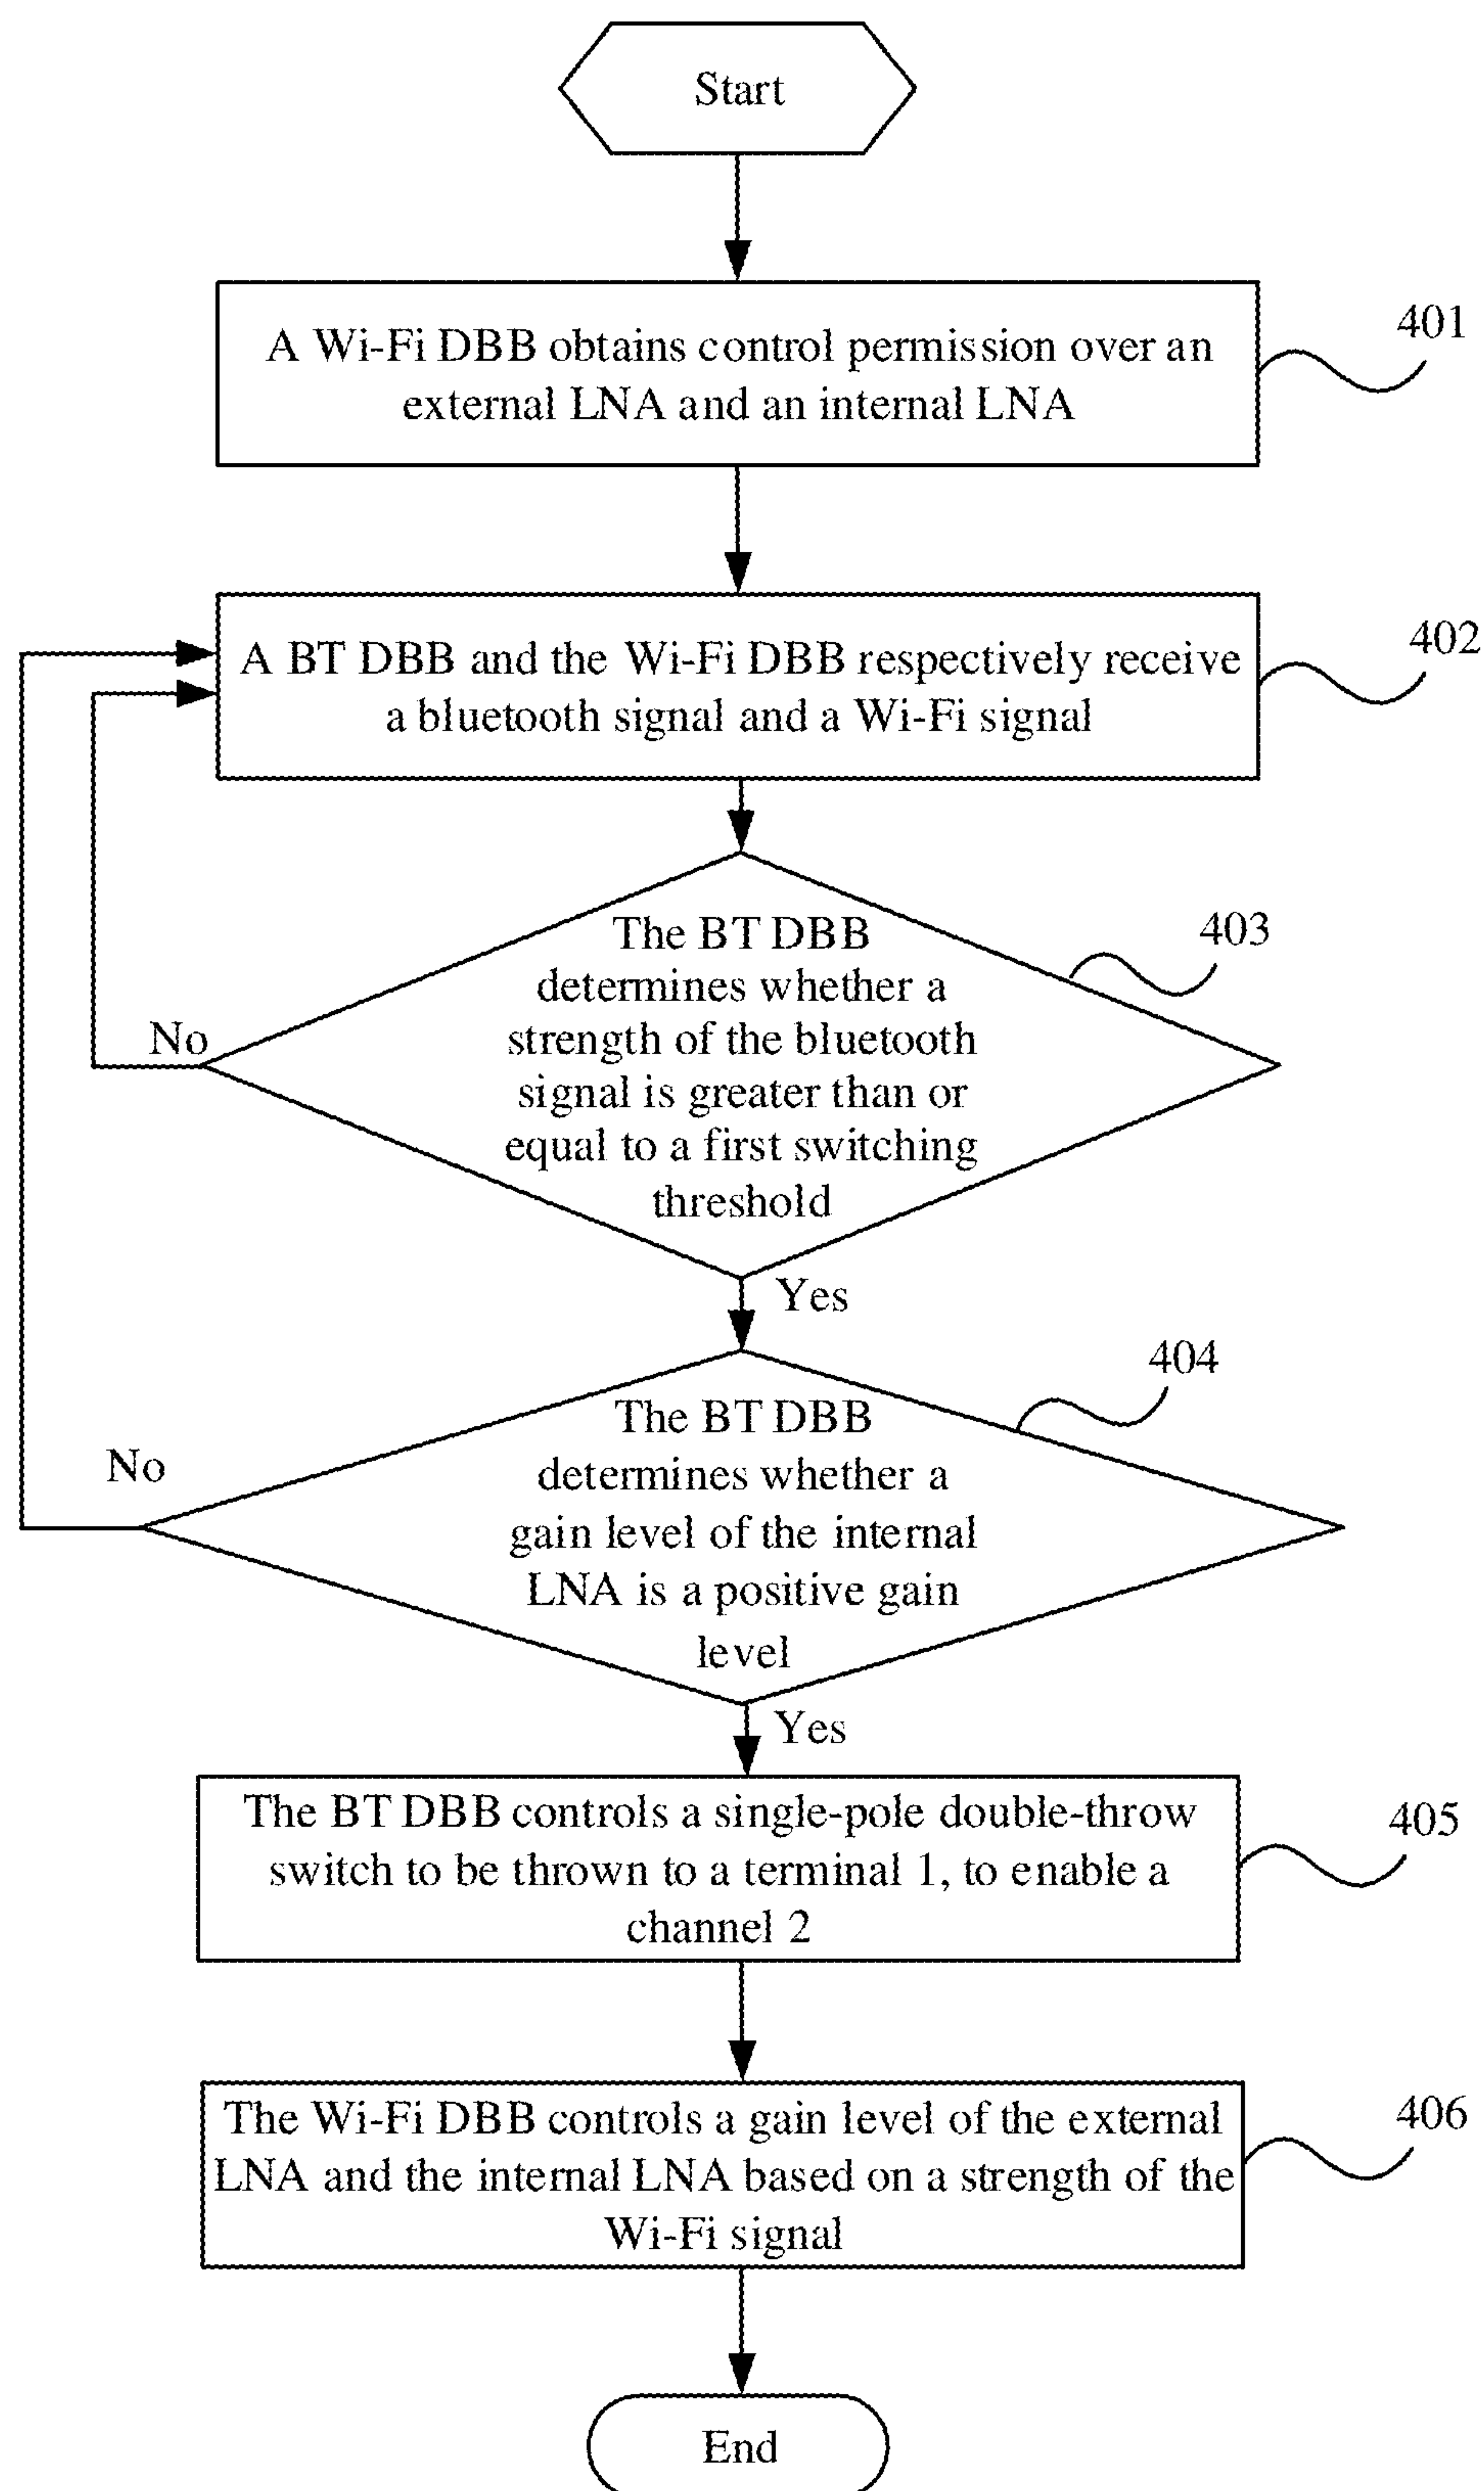 Start
A Wi-Fi DBB obtains control permission over an
external LNA and an internal LNA
401
A BT DBB and the Wi-Fi DBB respectively receive
a bluetooth signal and a Wi-Fi signal
402
The BT DBB
determines whether a
strength of the bluetooth
signal is greater than or
equal to a first switching
threshold
403
No
Yes
The BT DBB
determines whether a
gain level of the internal
LNA is a positive gain
level
404
No
Yes
The BT DBB controls a single-pole double-throw
switch to be thrown to a terminal 1, to enable a
channel 2
405
The Wi-Fi DBB controls a gain level of the external
LNA and the internal LNA based on a strength of the
Wi-Fi signal
406
End